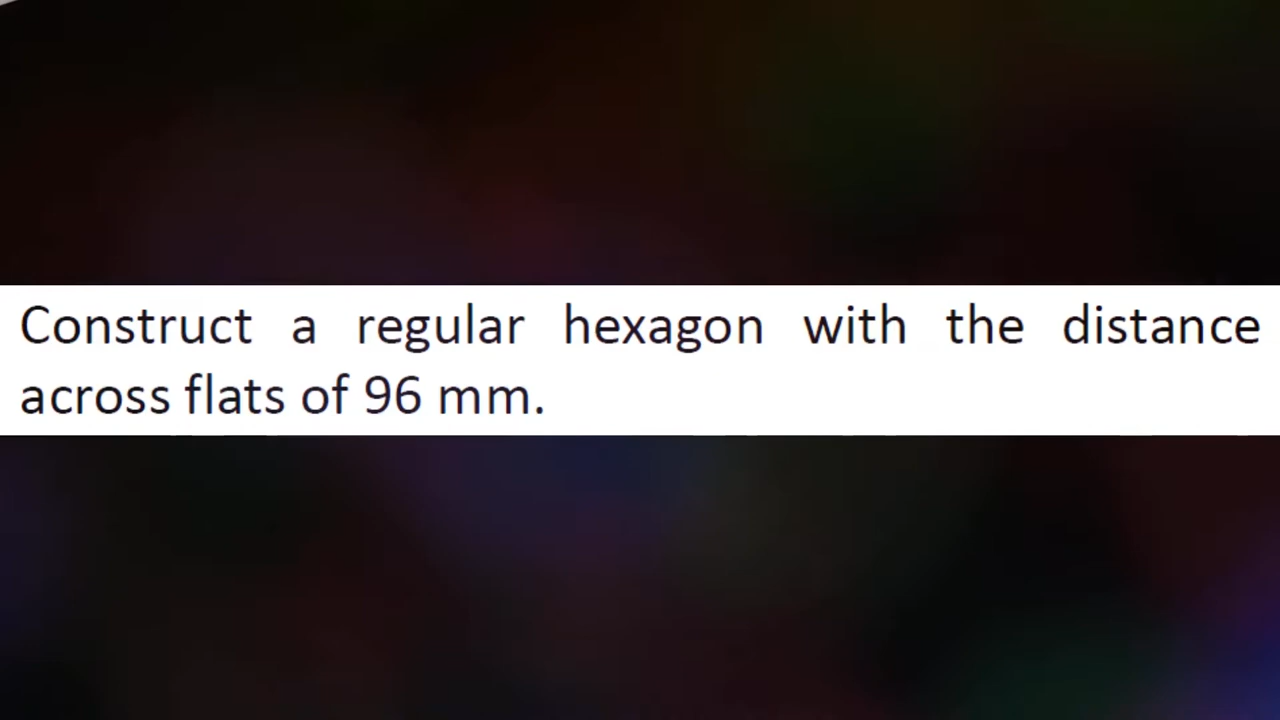 Construct a regular hexagon with the distance
across flats of 96 mm.